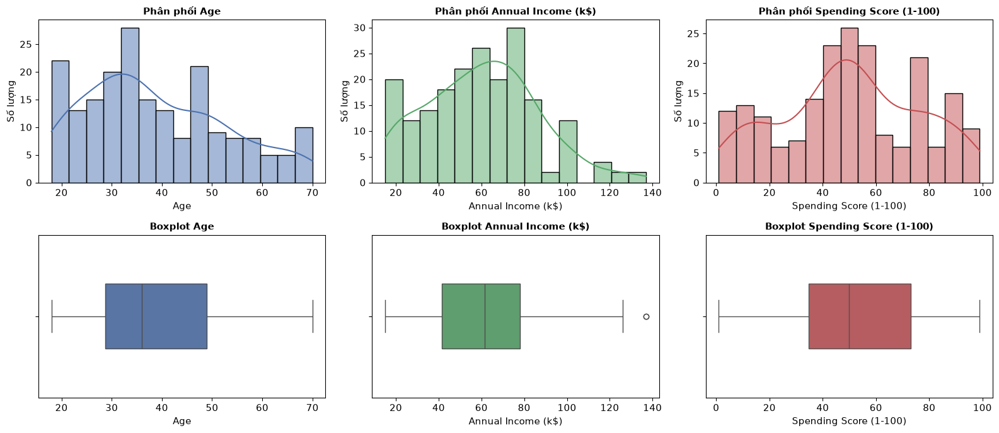 Phân phối Age
25
20
15
10
5
0
Số lượng
20 30 40 50 60 70
Age
Phân phối Annual Income (k$)
30
25
20
15
10
5
0
Số lượng
20 40 60 80 100 120 140
Annual Income (k$)
Phân phối Spending Score (1-100)
25
20
15
10
5
0
Số lượng
0 20 40 60 80 100
Spending Score (1-100)
Boxplot Age
20 30 40 50 60 70
Age
Boxplot Annual Income (k$)
20 40 60 80 100 120 140
Annual Income (k$)
Boxplot Spending Score (1-100)
0 20 40 60 80 100
Spending Score (1-100)